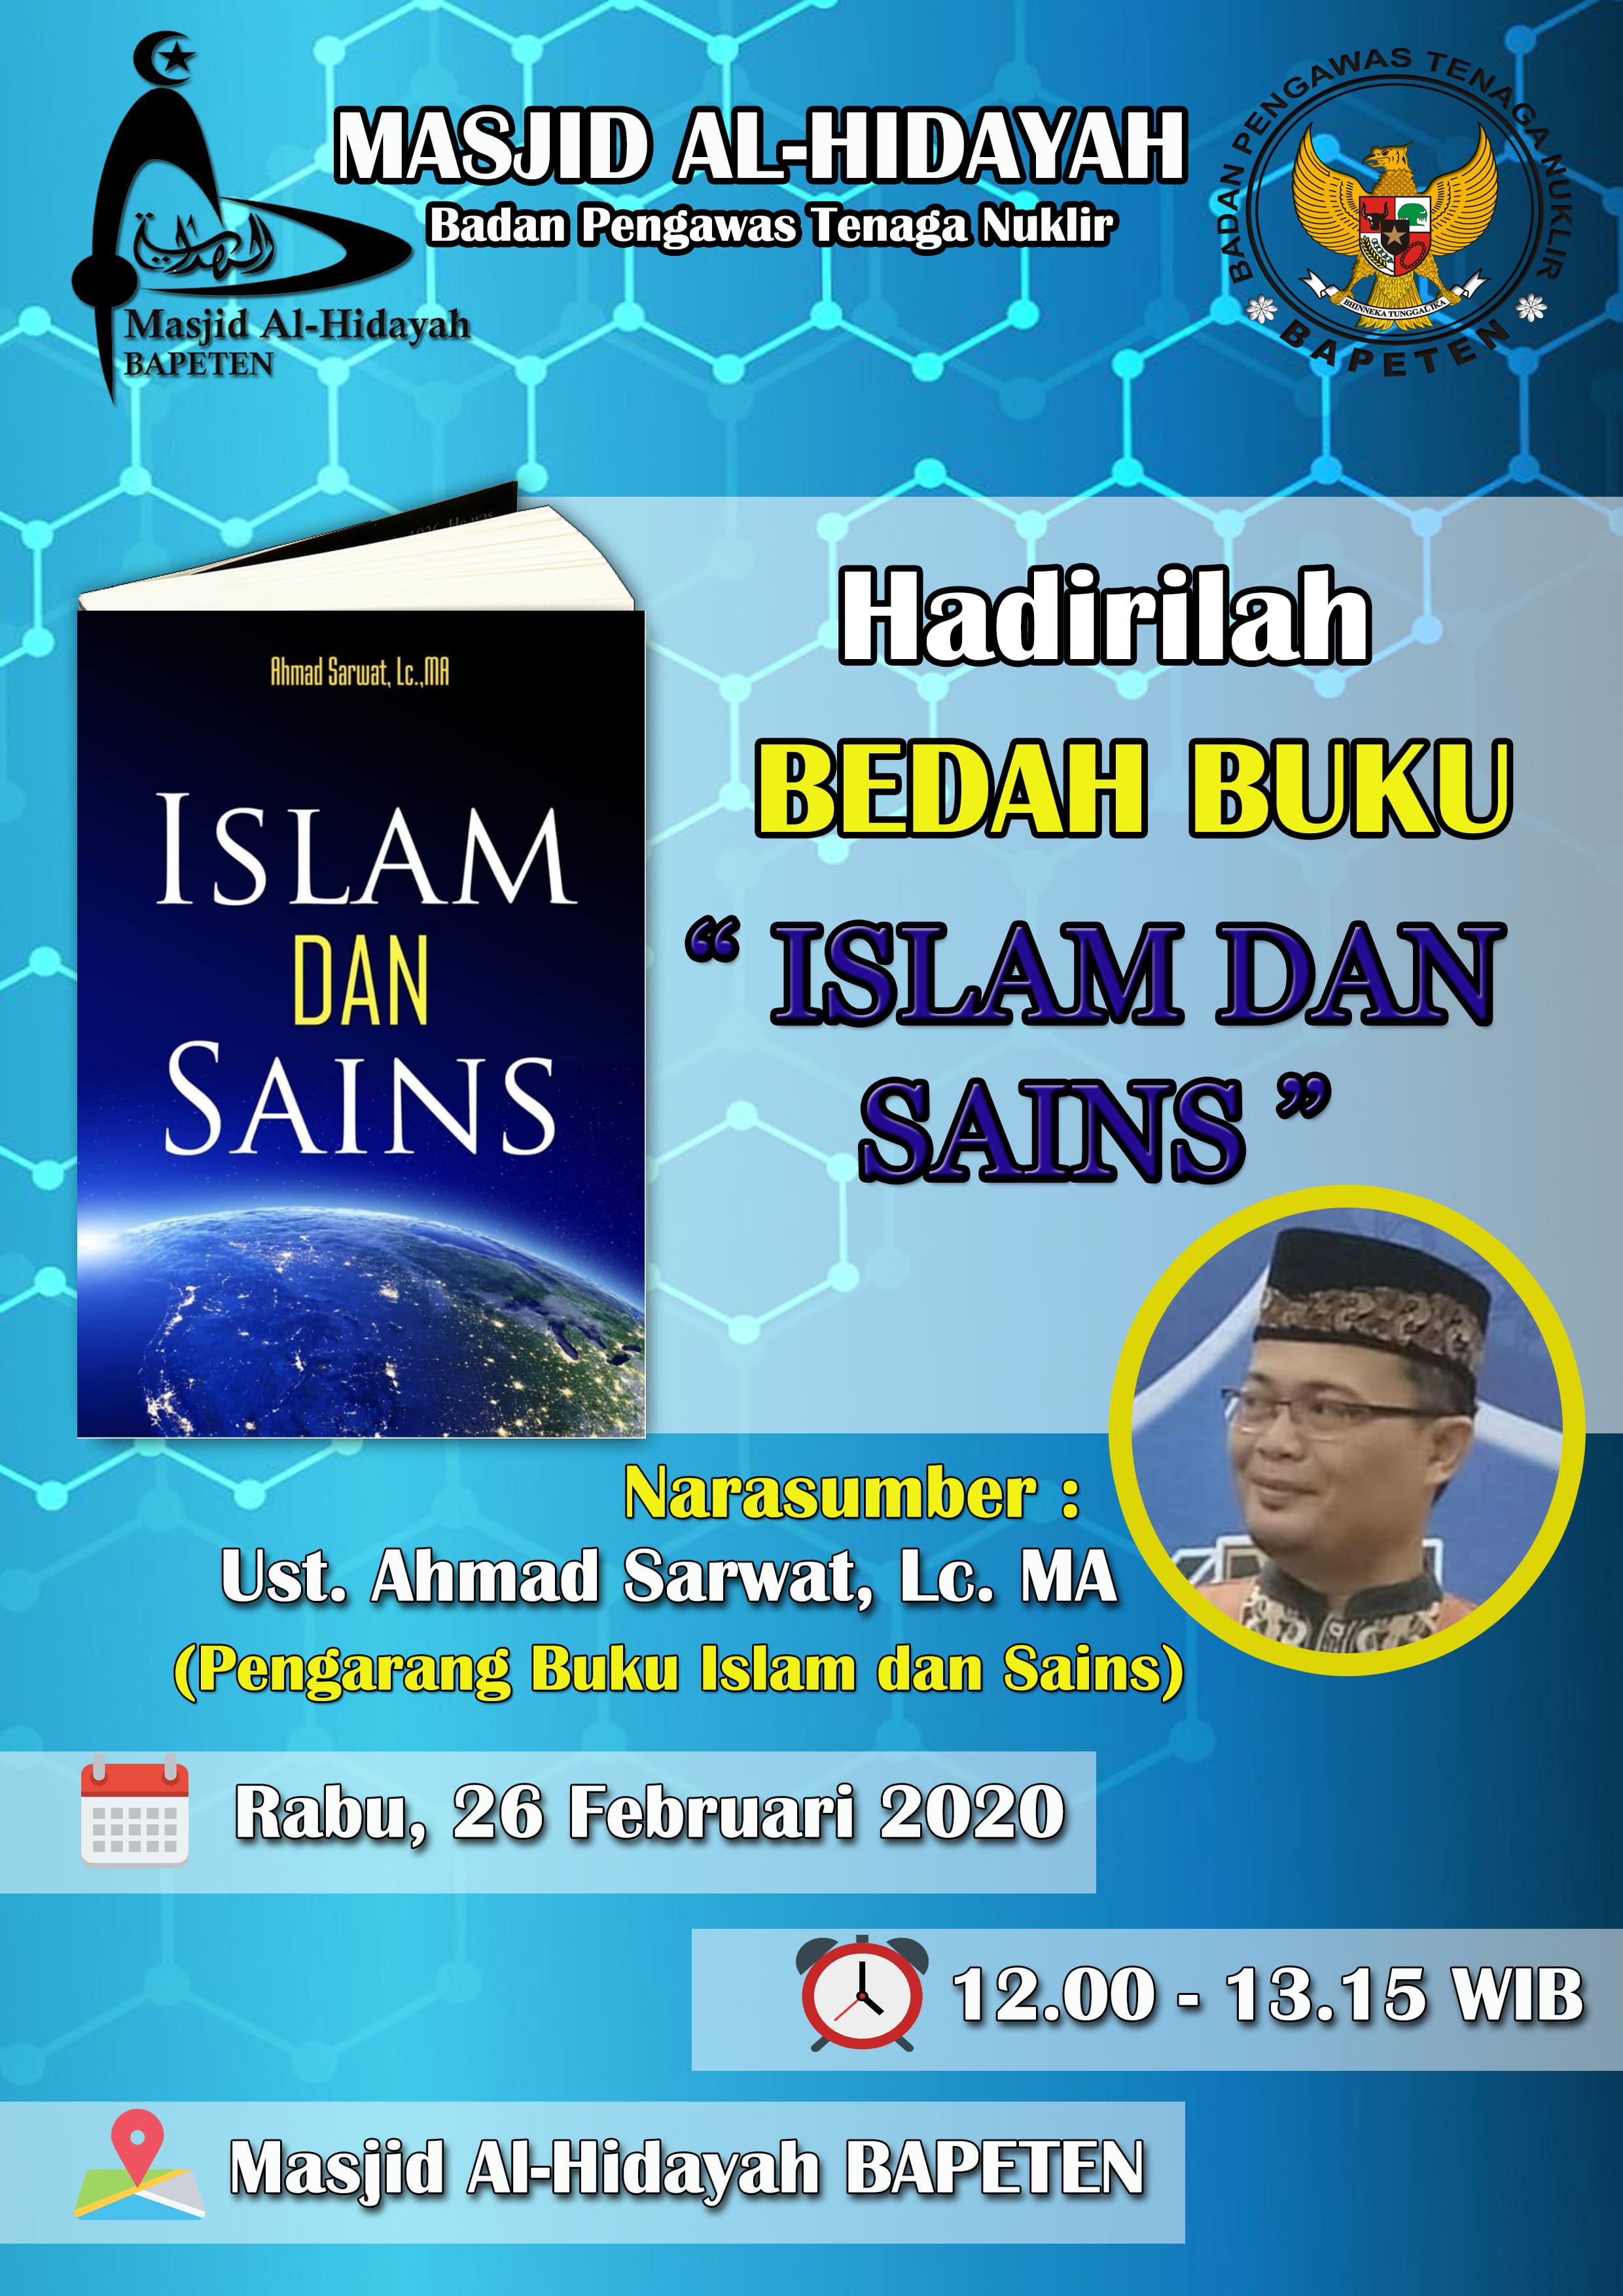 MASJID AL-HIDAYAH
Badan Pengawas Tenaga Nuklir
الهداية
Masjid Al-Hidayah
BAPETEN
BADAN PENGAWAS TENAGA NUKLIR
BHINNEKA TUNGGAL IKA
BAPETEN
Hadirilah
BEDAH BUKU
“ ISLAM DAN
SAINS ”
Ahmad Sarwat, Lc.,MA
ISLAM
DAN
SAINS
Narasumber :
Ust. Ahmad Sarwat, Lc. MA
(Pengarang Buku Islam dan Sains)
Rabu, 26 Februari 2020
12.00 - 13.15 WIB
Masjid Al-Hidayah BAPETEN